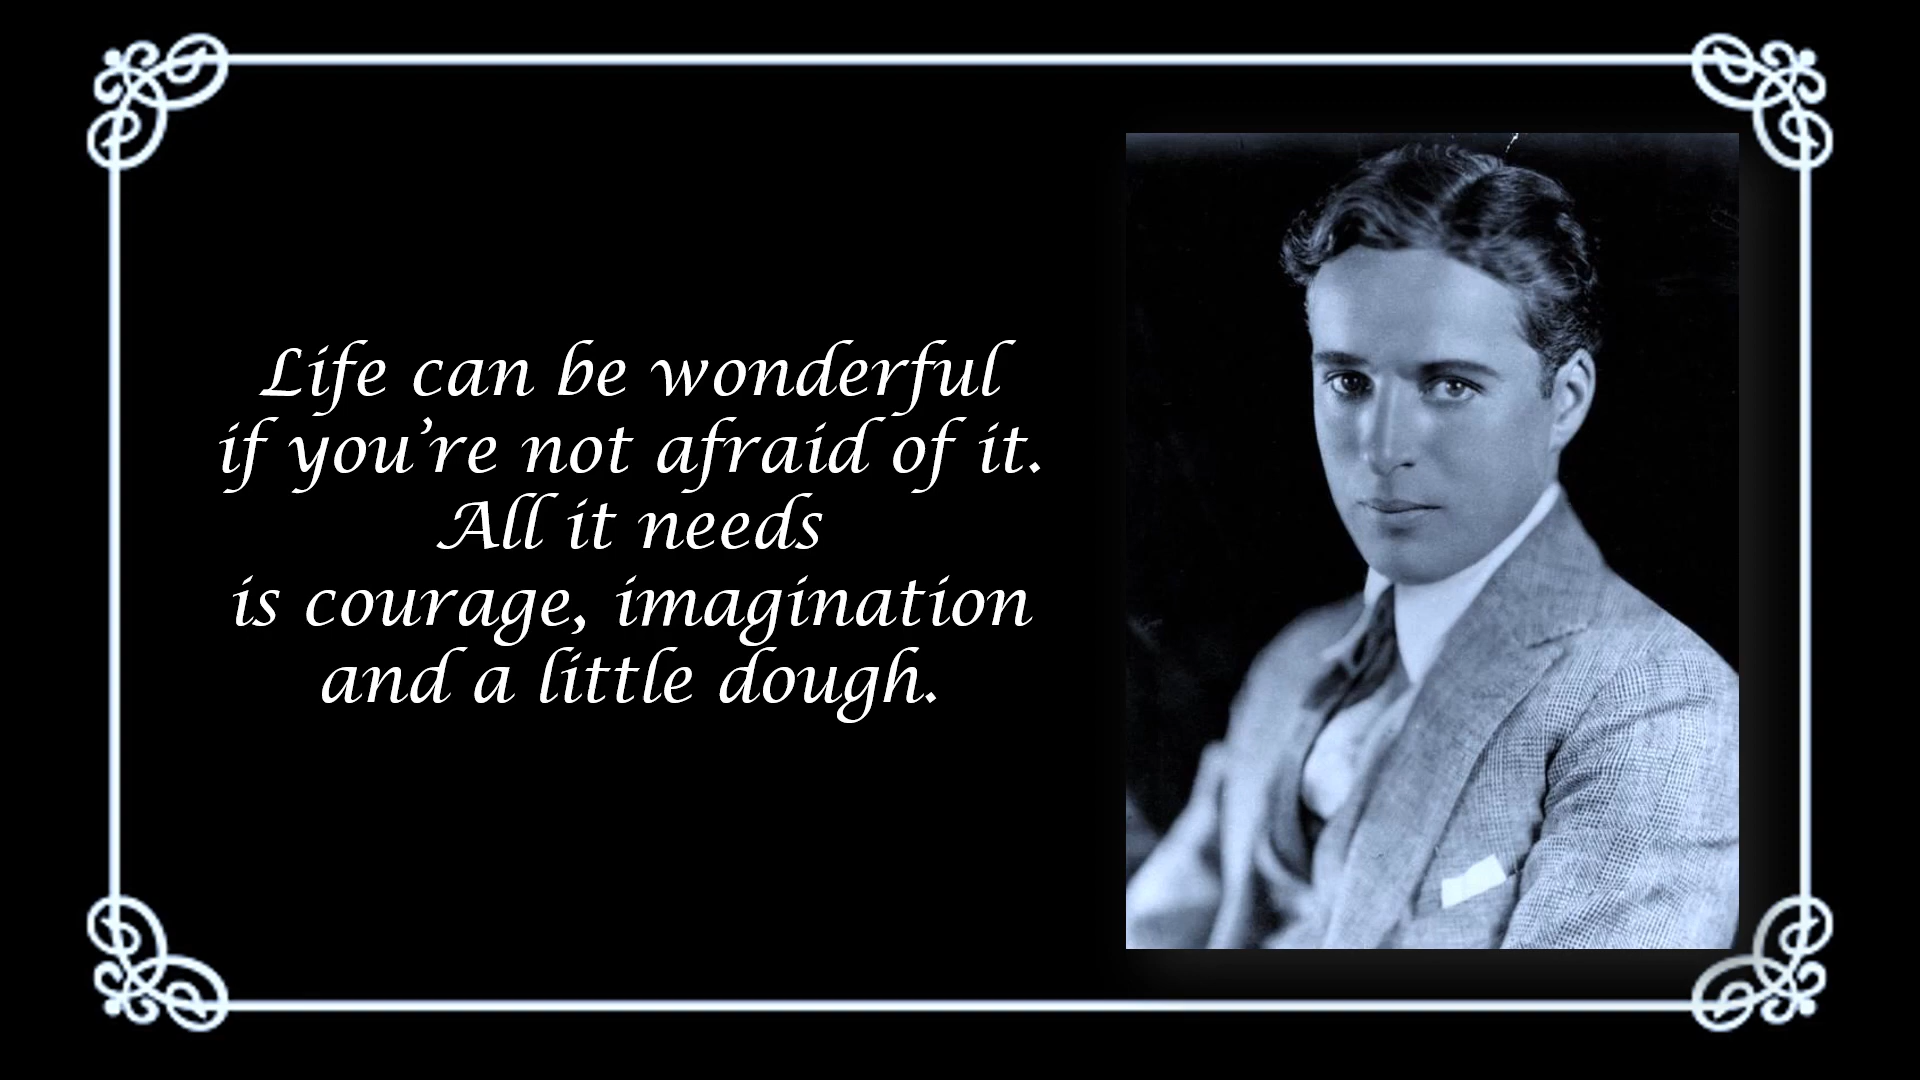 Life can be wonderful
if you’re not afraid of it.
All it needs
is courage, imagination
and a little dough.